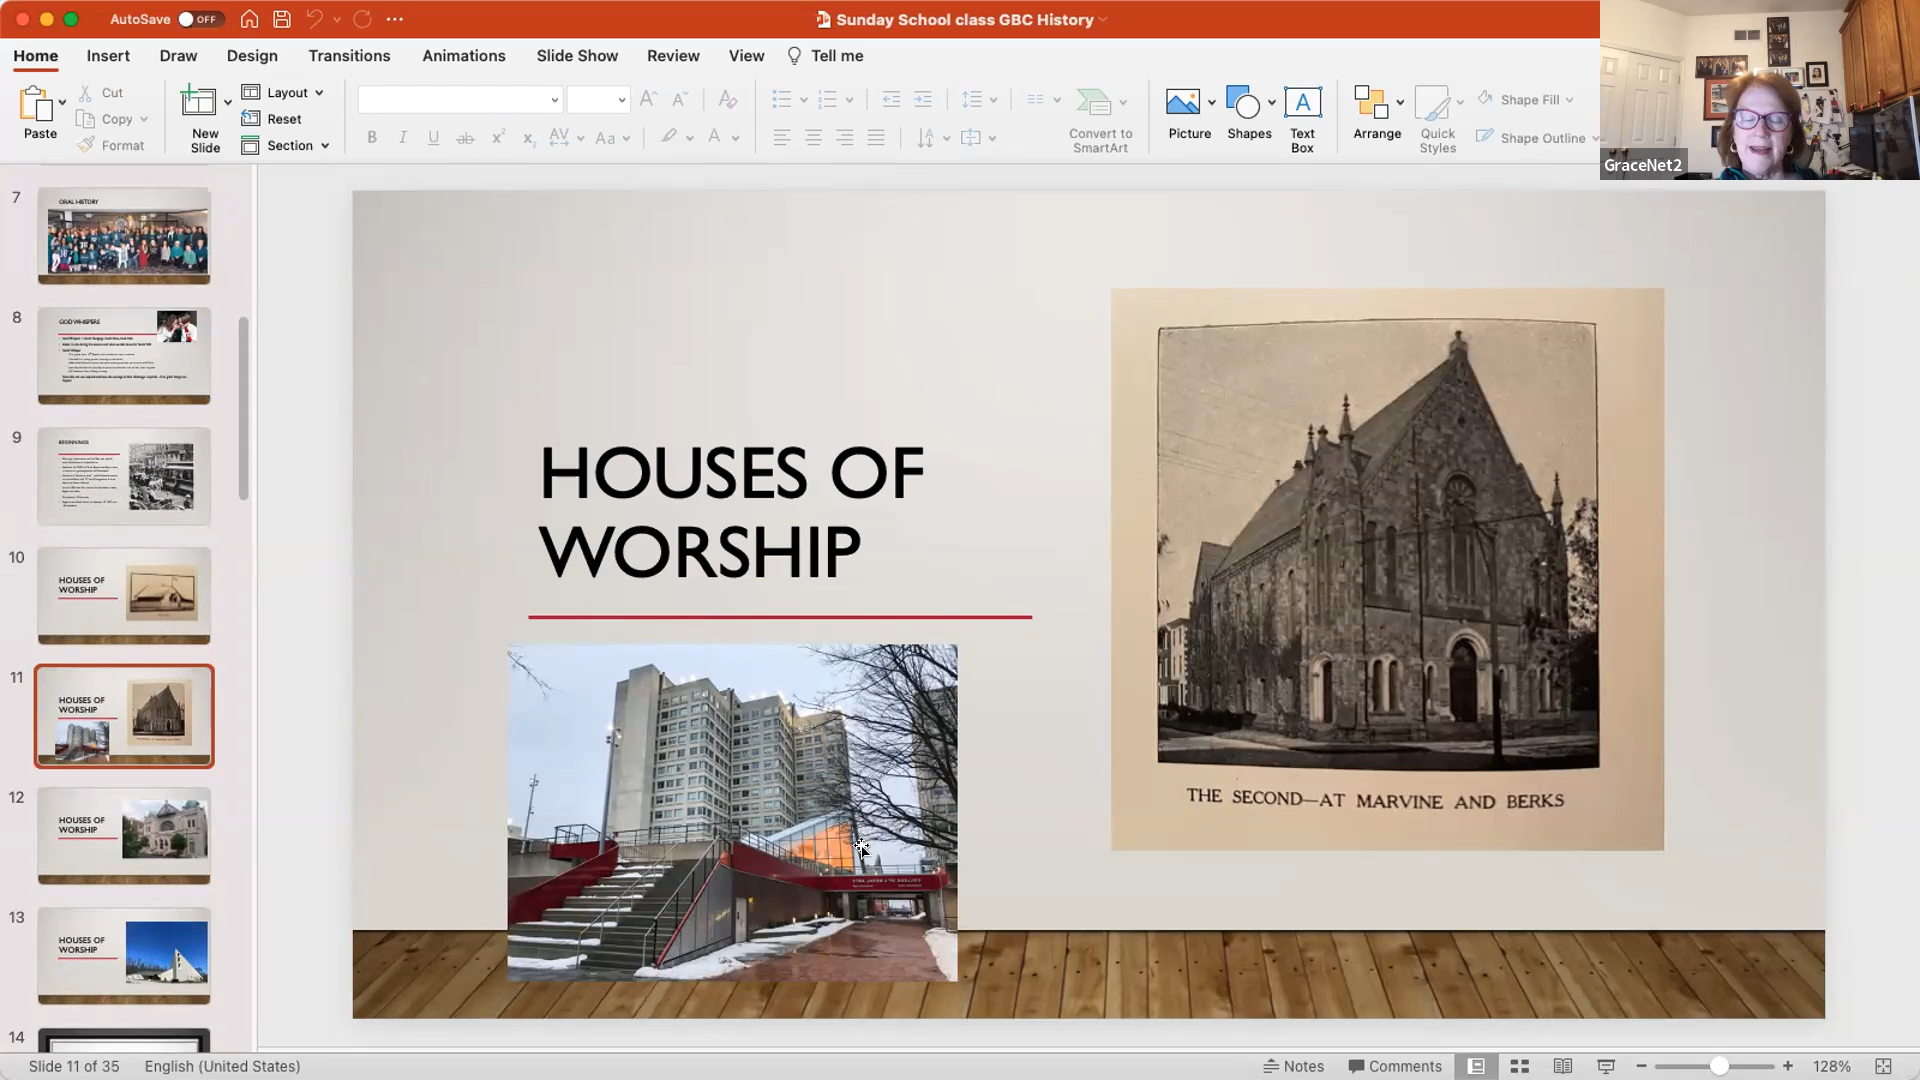 AutoSave OFF
Sunday School class GBC History
Home Insert Draw Design Transitions Animations Slide Show Review View Tell me
Paste
Cut
Copy
Format
New Slide
Layout
Reset
Section
Convert to SmartArt
Picture
Shapes
Text Box
Arrange
Quick Styles
Shape Fill
Shape Outline
GraceNet2
7
ORAL HISTORY
8
GOD WHISPERS
9
BEGINNINGS
10
HOUSES OF
WORSHIP
11
HOUSES OF
WORSHIP
12
HOUSES OF
WORSHIP
13
HOUSES OF
WORSHIP
14
HOUSES OF
WORSHIP
THE SECOND—AT MARVINE AND BERKS
Slide 11 of 35
English (United States)
Notes
Comments
128%